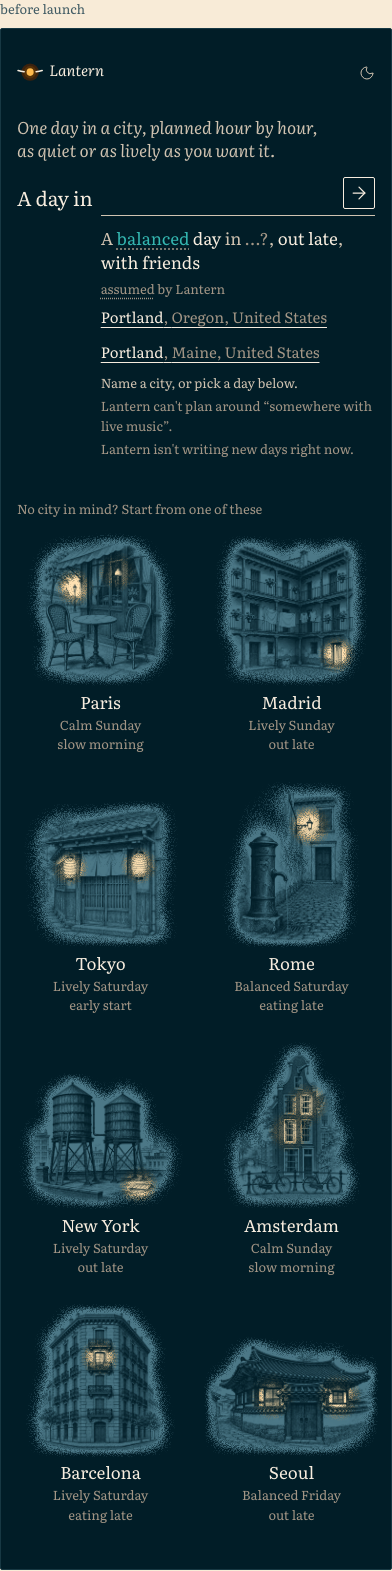 before launch
Lantern
One day in a city, planned hour by hour,
as quiet or as lively as you want it.
A day in
A balanced day in …?, out late,
with friends
assumed by Lantern
Portland, Oregon, United States
Portland, Maine, United States
Name a city, or pick a day below.
Lantern can't plan around “somewhere with
live music”.
Lantern isn't writing new days right now.
No city in mind? Start from one of these
Paris
Calm Sunday
slow morning
Madrid
Lively Sunday
out late
Tokyo
Lively Saturday
early start
Rome
Balanced Saturday
eating late
New York
Lively Saturday
out late
Amsterdam
Calm Sunday
slow morning
Barcelona
Lively Saturday
eating late
Seoul
Balanced Friday
out late